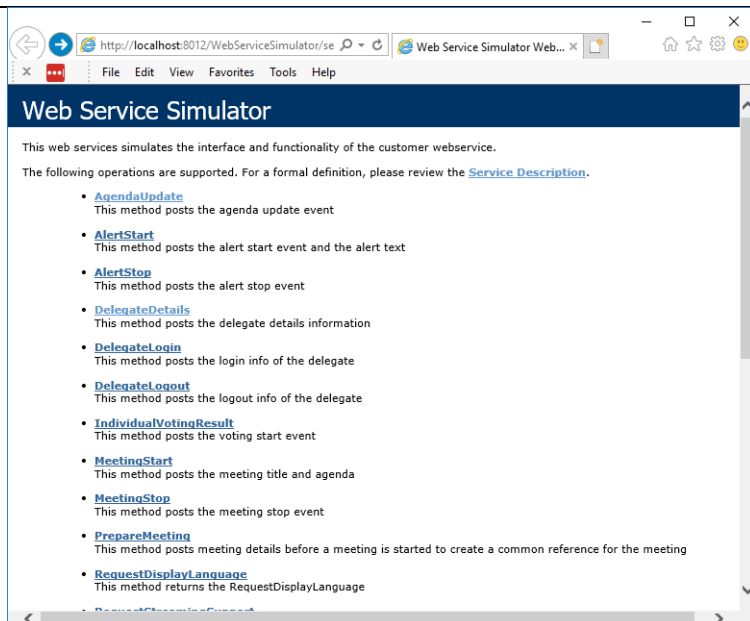 http://localhost:8012/WebServiceSimulator/se
Web Service Simulator Web...
File Edit View Favorites Tools Help
Web Service Simulator
This web services simulates the interface and functionality of the customer webservice.
The following operations are supported. For a formal definition, please review the Service Description.
• AgendaUpdate
This method posts the agenda update event
• AlertStart
This method posts the alert start event and the alert text
• AlertStop
This method posts the alert stop event
• DelegateDetails
This method posts the delegate details information
• DelegateLogin
This method posts the login info of the delegate
• DelegateLogout
This method posts the logout info of the delegate
• IndividualVotingResult
This method posts the voting start event
• MeetingStart
This method posts the meeting title and agenda
• MeetingStop
This method posts the meeting stop event
• PrepareMeeting
This method posts meeting details before a meeting is started to create a common reference for the meeting
• RequestDisplayLanguage
This method returns the RequestDisplayLanguage
• RequestStreamingSupport